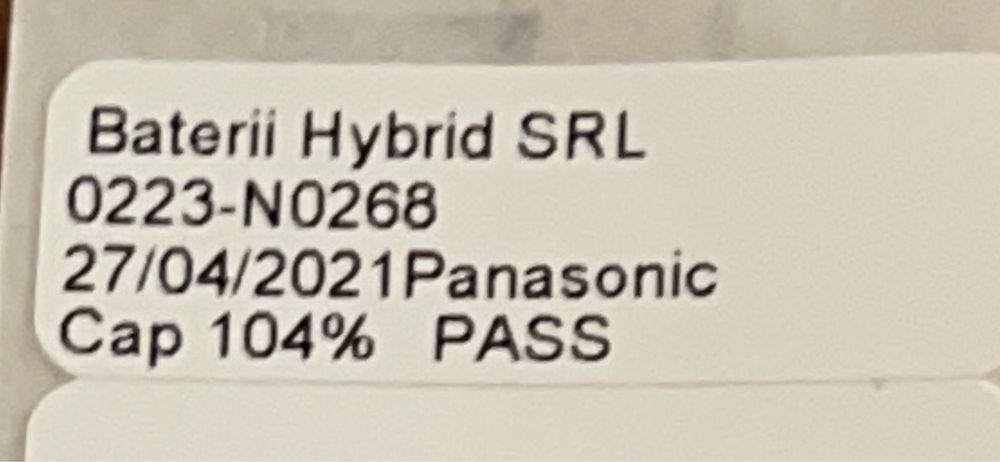 Baterii Hybrid SRL
0223-N0268
27/04/2021Panasonic
Cap 104% PASS